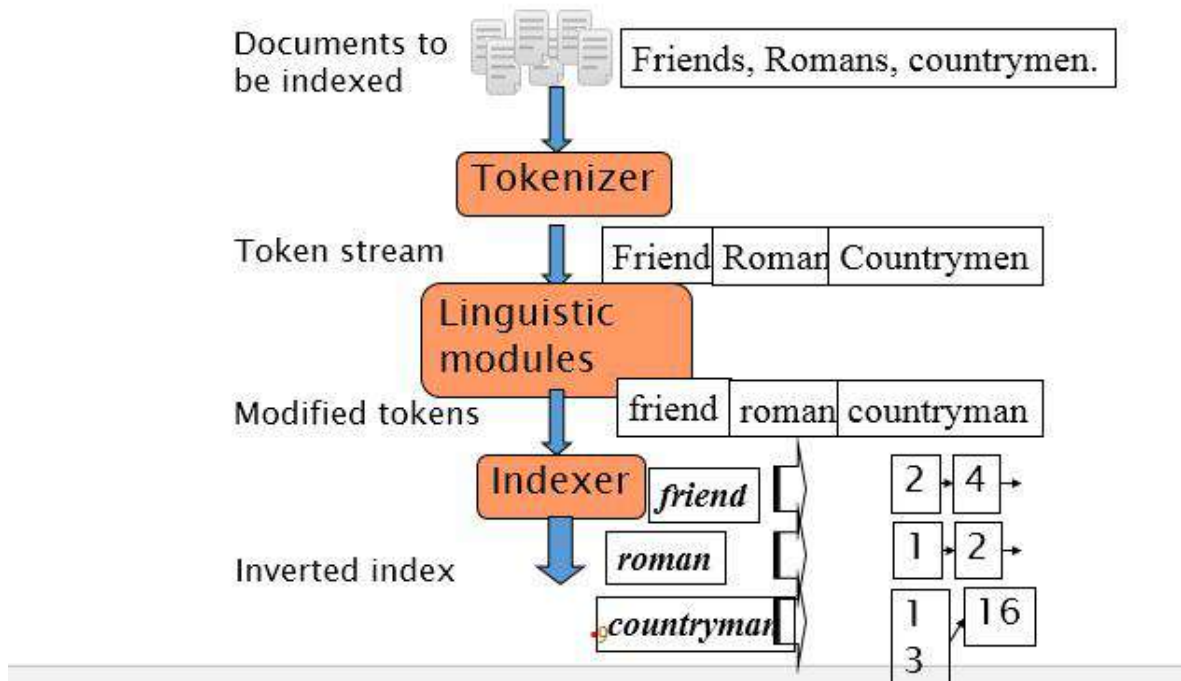 Documents to
be indexed
Friends, Romans, countrymen.
Tokenizer
Token stream
Friend Roman Countrymen
Linguistic
modules
Modified tokens
friend roman countryman
Indexer
friend
2 4
roman
1 2
Inverted index
countryman
1
3
16
9